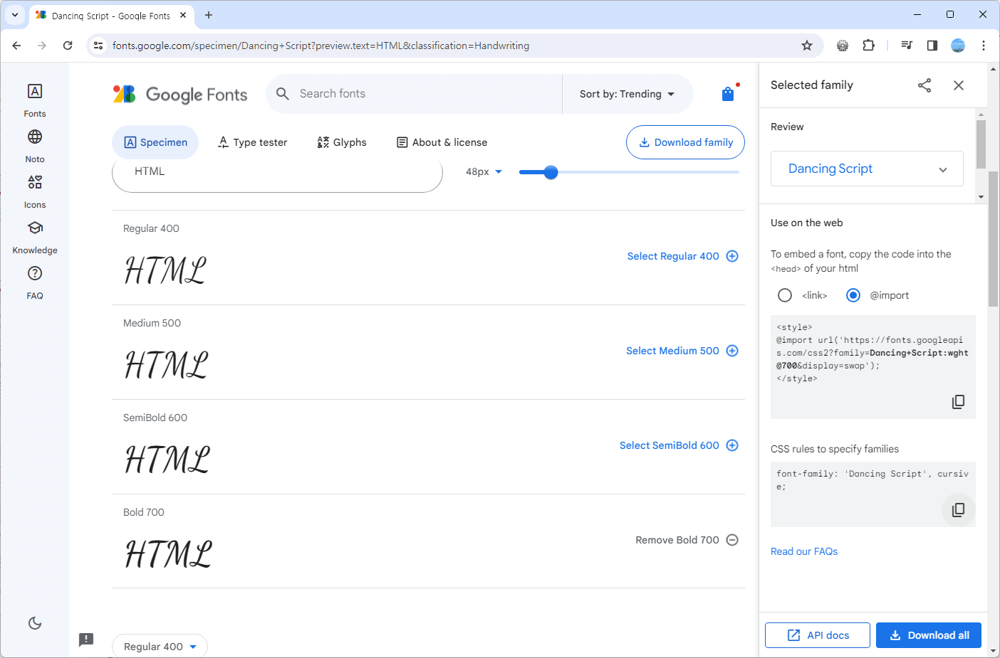 Dancing Script - Google Fonts
fonts.google.com/specimen/Dancing+Script?preview.text=HTML&classification=Handwriting
Fonts
Noto
Icons
Knowledge
FAQ
Google Fonts
Search fonts
Sort by: Trending
Specimen
Type tester
Glyphs
About & license
Download family
HTML
48px
Regular 400
HTML
Select Regular 400
Medium 500
HTML
Select Medium 500
SemiBold 600
HTML
Select SemiBold 600
Bold 700
HTML
Remove Bold 700
Regular 400
Selected family
Review
Dancing Script
Use on the web
To embed a font, copy the code into the
<head> of your html
<link>
@import
<style>
@import url('https://fonts.googleapi
s.com/css2?family=Dancing+Script:wght
@700&display=swap');
</style>
CSS rules to specify families
font-family: 'Dancing Script', cursiv
e;
Read our FAQs
API docs
Download all